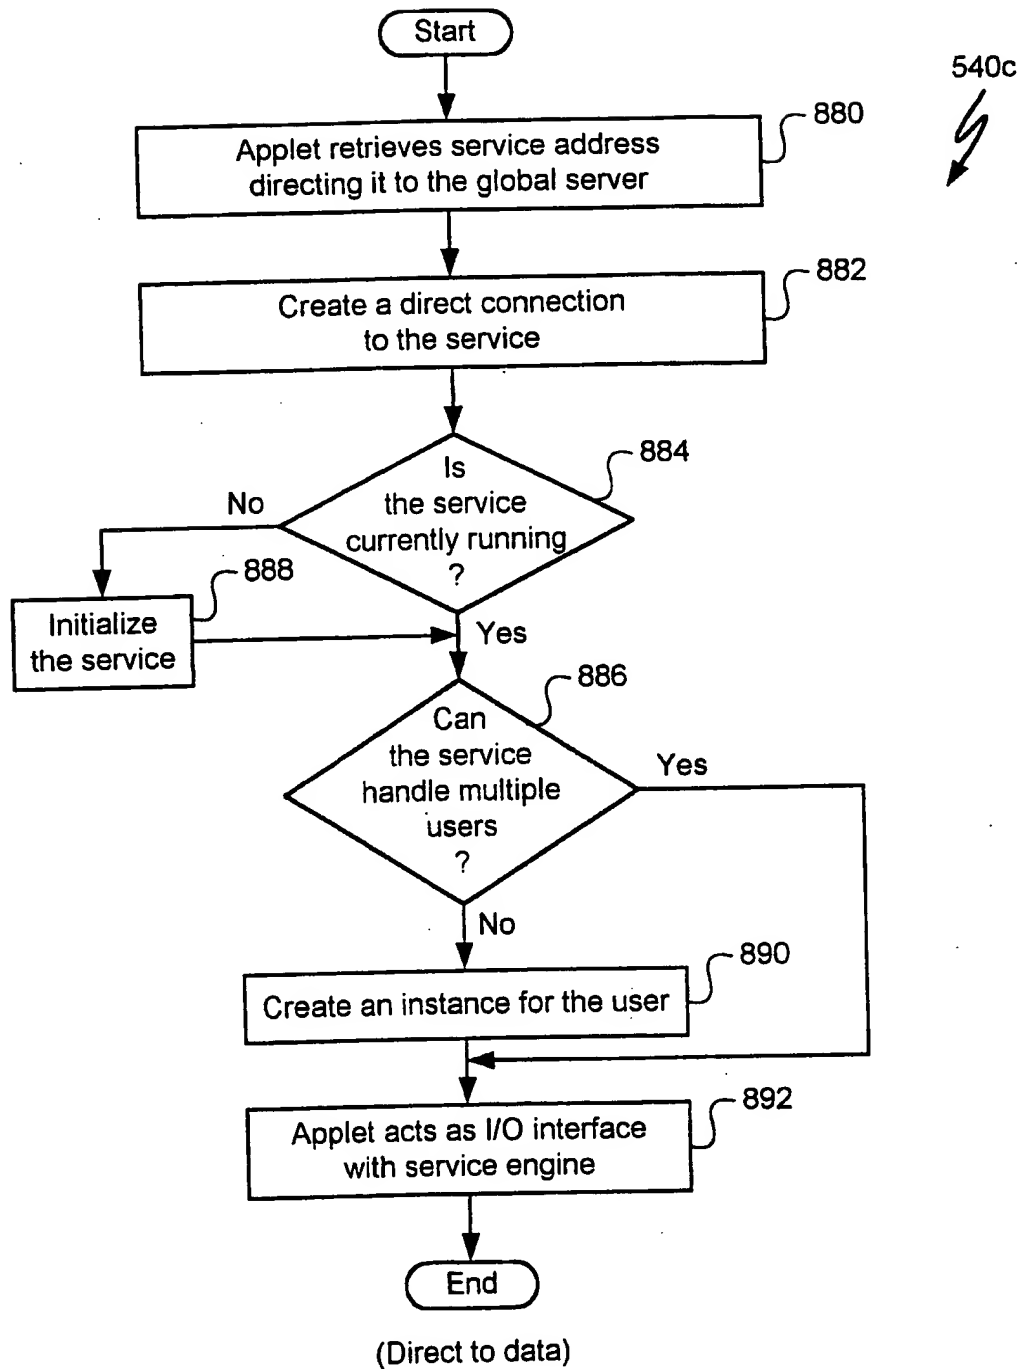 Start
540c
880
Applet retrieves service address
directing it to the global server
882
Create a direct connection
to the service
884
Is
the service
currently running
?
No
888
Initialize
the service
Yes
886
Can
the service
handle multiple
users
?
Yes
No
890
Create an instance for the user
892
Applet acts as I/O interface
with service engine
End
(Direct to data)